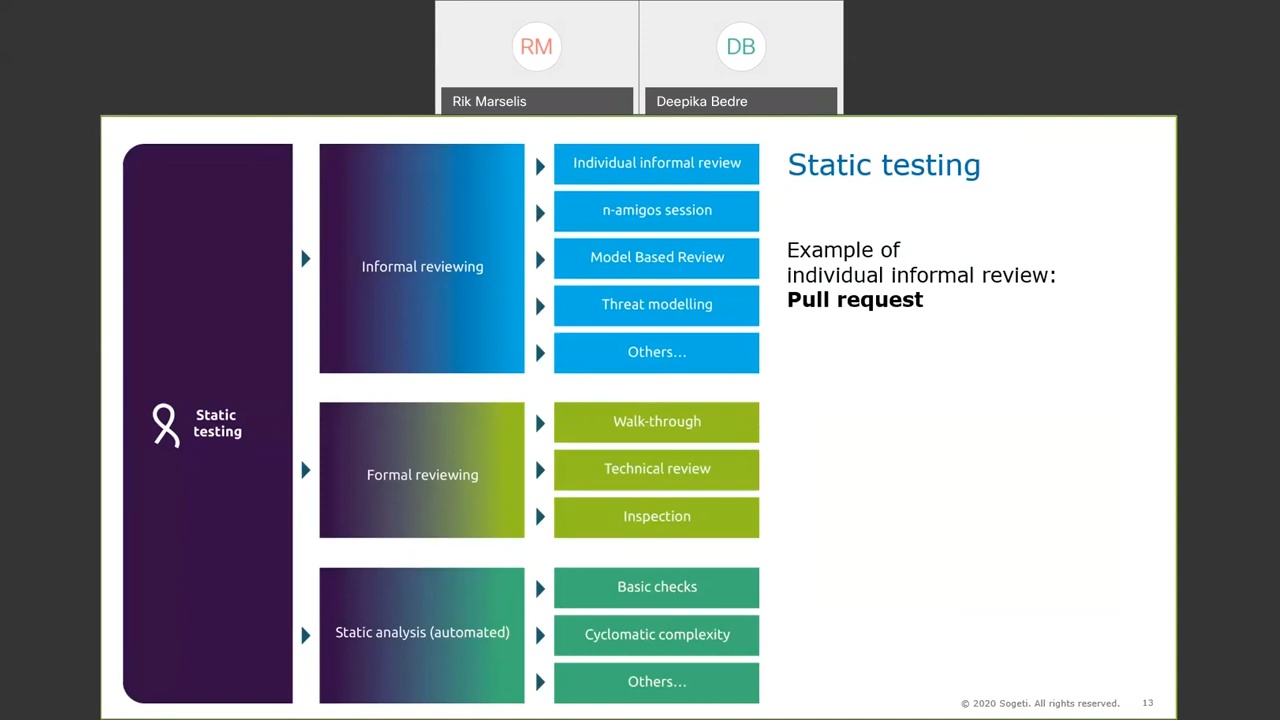 RM
DB
Rik Marselis
Deepika Bedre
Static testing
Example of
individual informal review:
Pull request
Static
testing
Informal reviewing
Individual informal review
n-amigos session
Model Based Review
Threat modelling
Others...
Formal reviewing
Walk-through
Technical review
Inspection
Static analysis (automated)
Basic checks
Cyclomatic complexity
Others...
© 2020 Sogeti. All rights reserved.
13